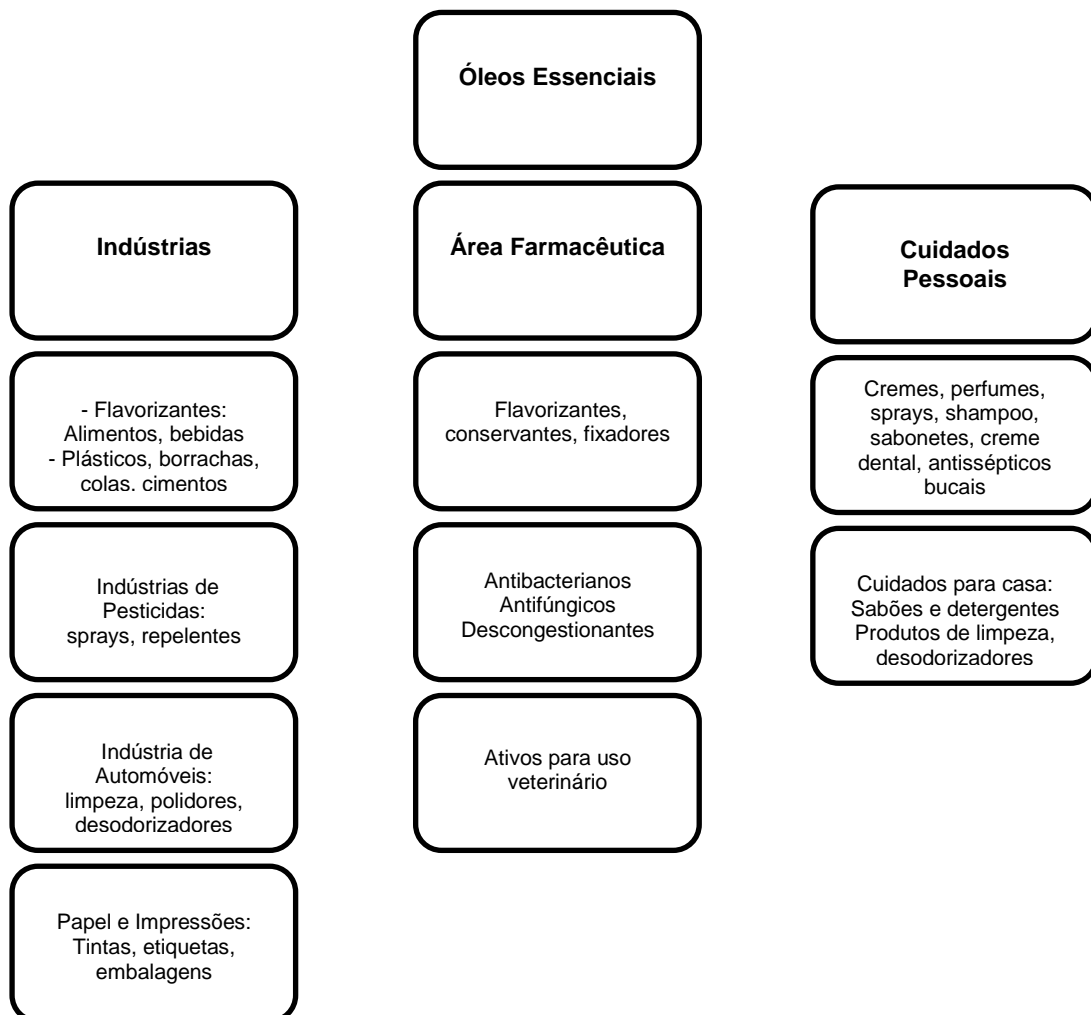 Óleos Essenciais
Indústrias
Área Farmacêutica
Cuidados
Pessoais
- Flavorizantes:
Alimentos, bebidas
- Plásticos, borrachas,
colas. cimentos
Flavorizantes,
conservantes, fixadores
Cremes, perfumes,
sprays, shampoo,
sabonetes, creme
dental, antissépticos
bucais
Indústrias de
Pesticidas:
sprays, repelentes
Antibacterianos
Antifúngicos
Descongestionantes
Cuidados para casa:
Sabões e detergentes
Produtos de limpeza,
desodorizadores
Indústria de
Automóveis:
limpeza, polidores,
desodorizadores
Ativos para uso
veterinário
Papel e Impressões:
Tintas, etiquetas,
embalagens